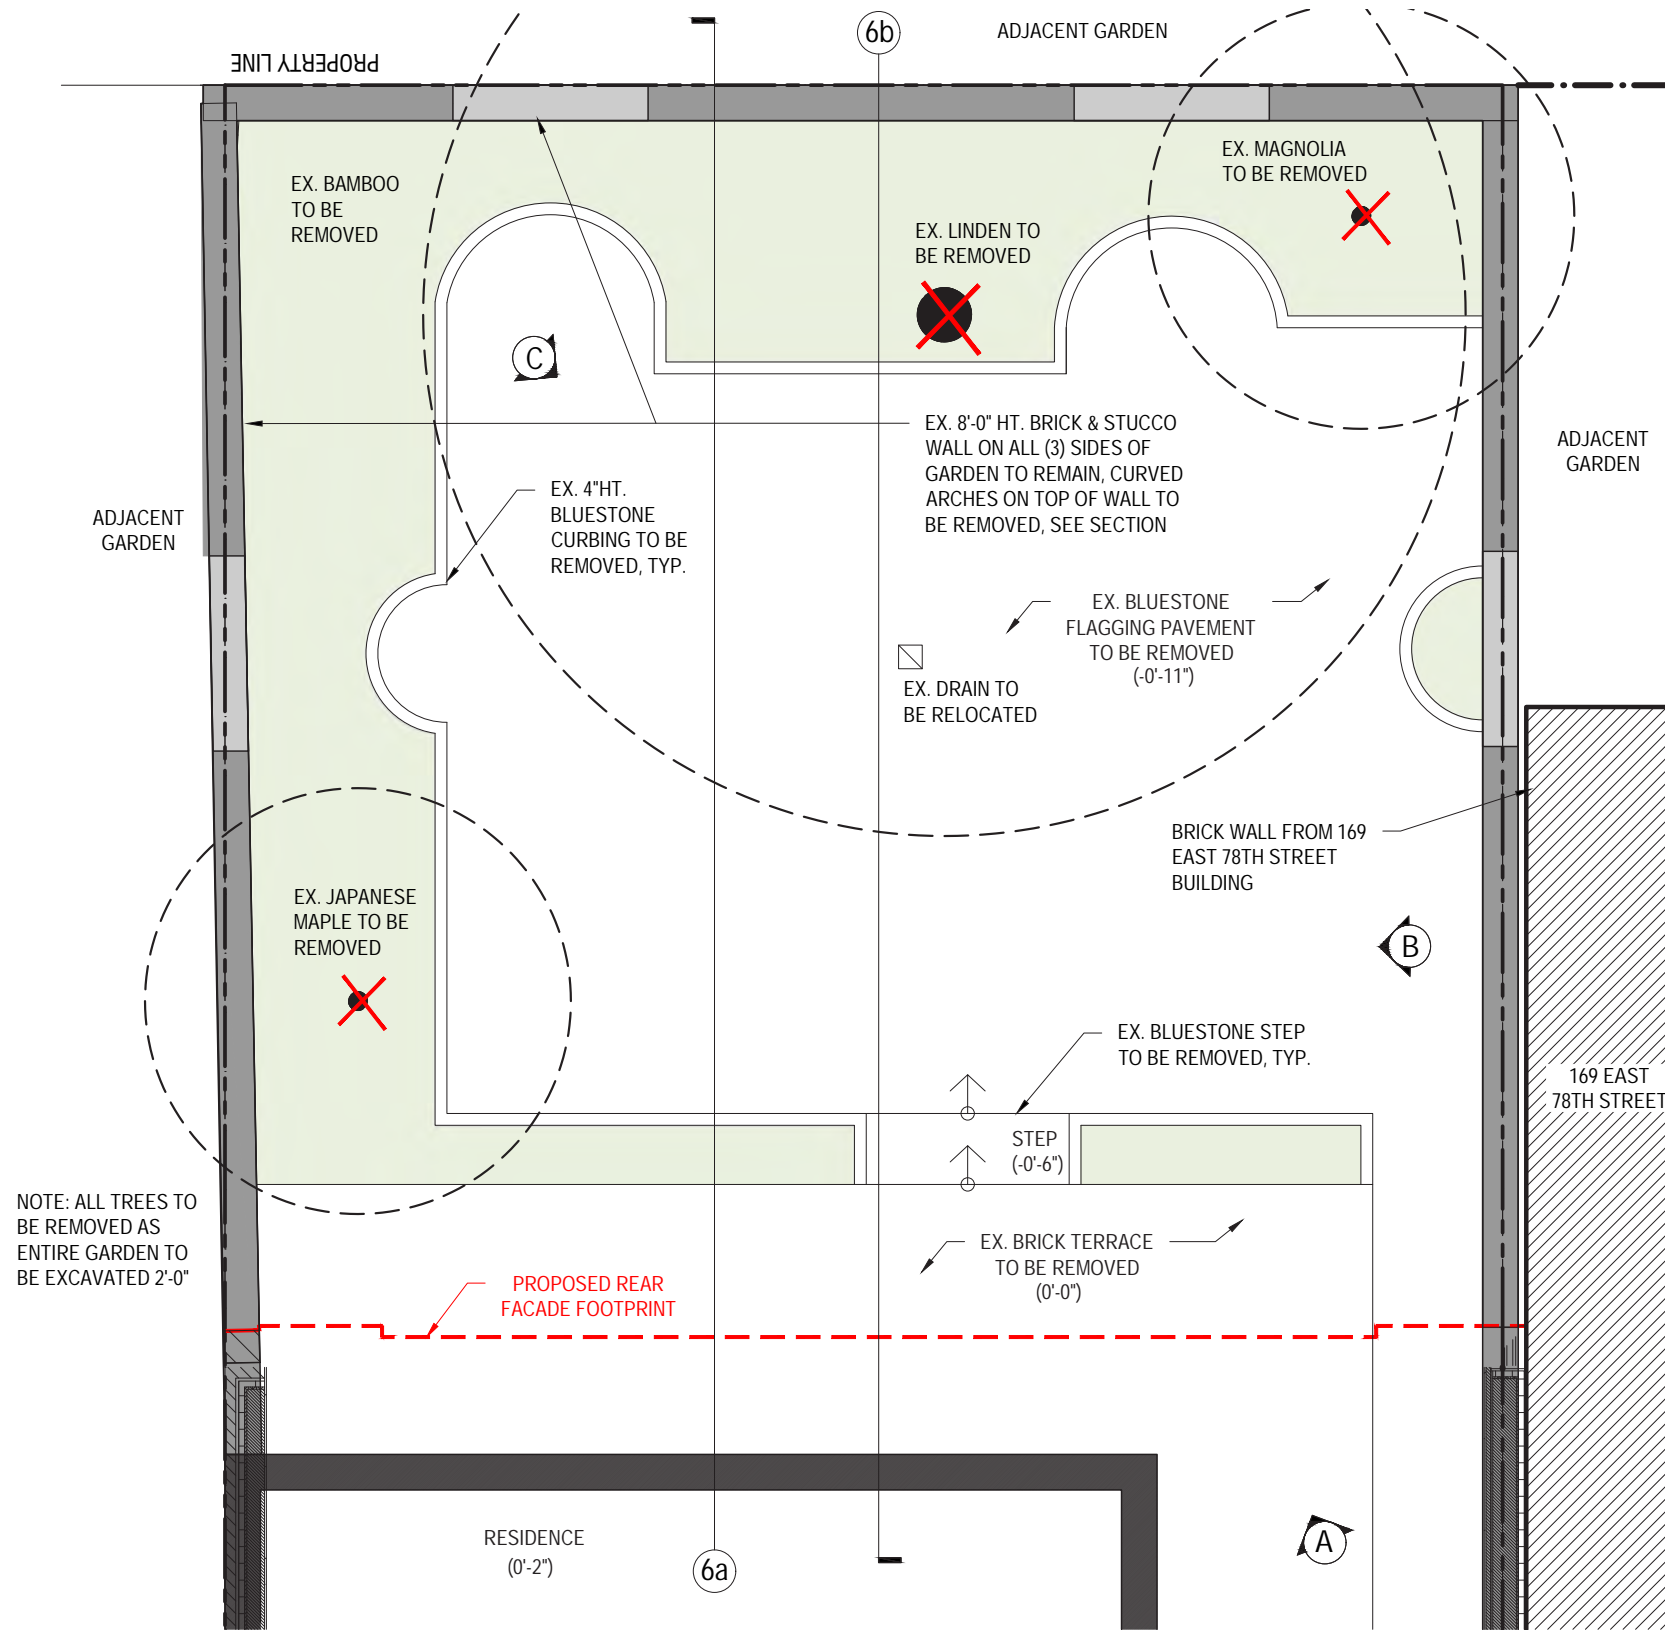 6b
ADJACENT GARDEN
PROPERTY LINE
EX. MAGNOLIA
TO BE REMOVED
EX. BAMBOO
TO BE
REMOVED
EX. LINDEN TO
BE REMOVED
C
EX. 8'-0" HT. BRICK & STUCCO
WALL ON ALL (3) SIDES OF
GARDEN TO REMAIN, CURVED
ARCHES ON TOP OF WALL TO
BE REMOVED, SEE SECTION
ADJACENT
GARDEN
EX. 4"HT.
BLUESTONE
CURBING TO BE
REMOVED, TYP.
ADJACENT
GARDEN
EX. BLUESTONE
FLAGGING PAVEMENT
TO BE REMOVED
(-0'-11")
EX. DRAIN TO
BE RELOCATED
BRICK WALL FROM 169
EAST 78TH STREET
BUILDING
EX. JAPANESE
MAPLE TO BE
REMOVED
B
EX. BLUESTONE STEP
TO BE REMOVED, TYP.
169 EAST
78TH STREET
STEP
(-0'-6")
NOTE: ALL TREES TO
BE REMOVED AS
ENTIRE GARDEN TO
BE EXCAVATED 2'-0"
EX. BRICK TERRACE
TO BE REMOVED
(0'-0")
PROPOSED REAR
FACADE FOOTPRINT
RESIDENCE
(0'-2")
A
6a